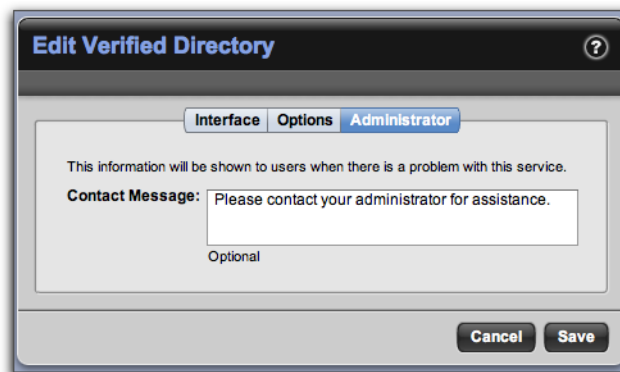 Edit Verified Directory
?
Interface Options Administrator
This information will be shown to users when there is a problem with this service.
Contact Message: Please contact your administrator for assistance.
Optional
Cancel Save